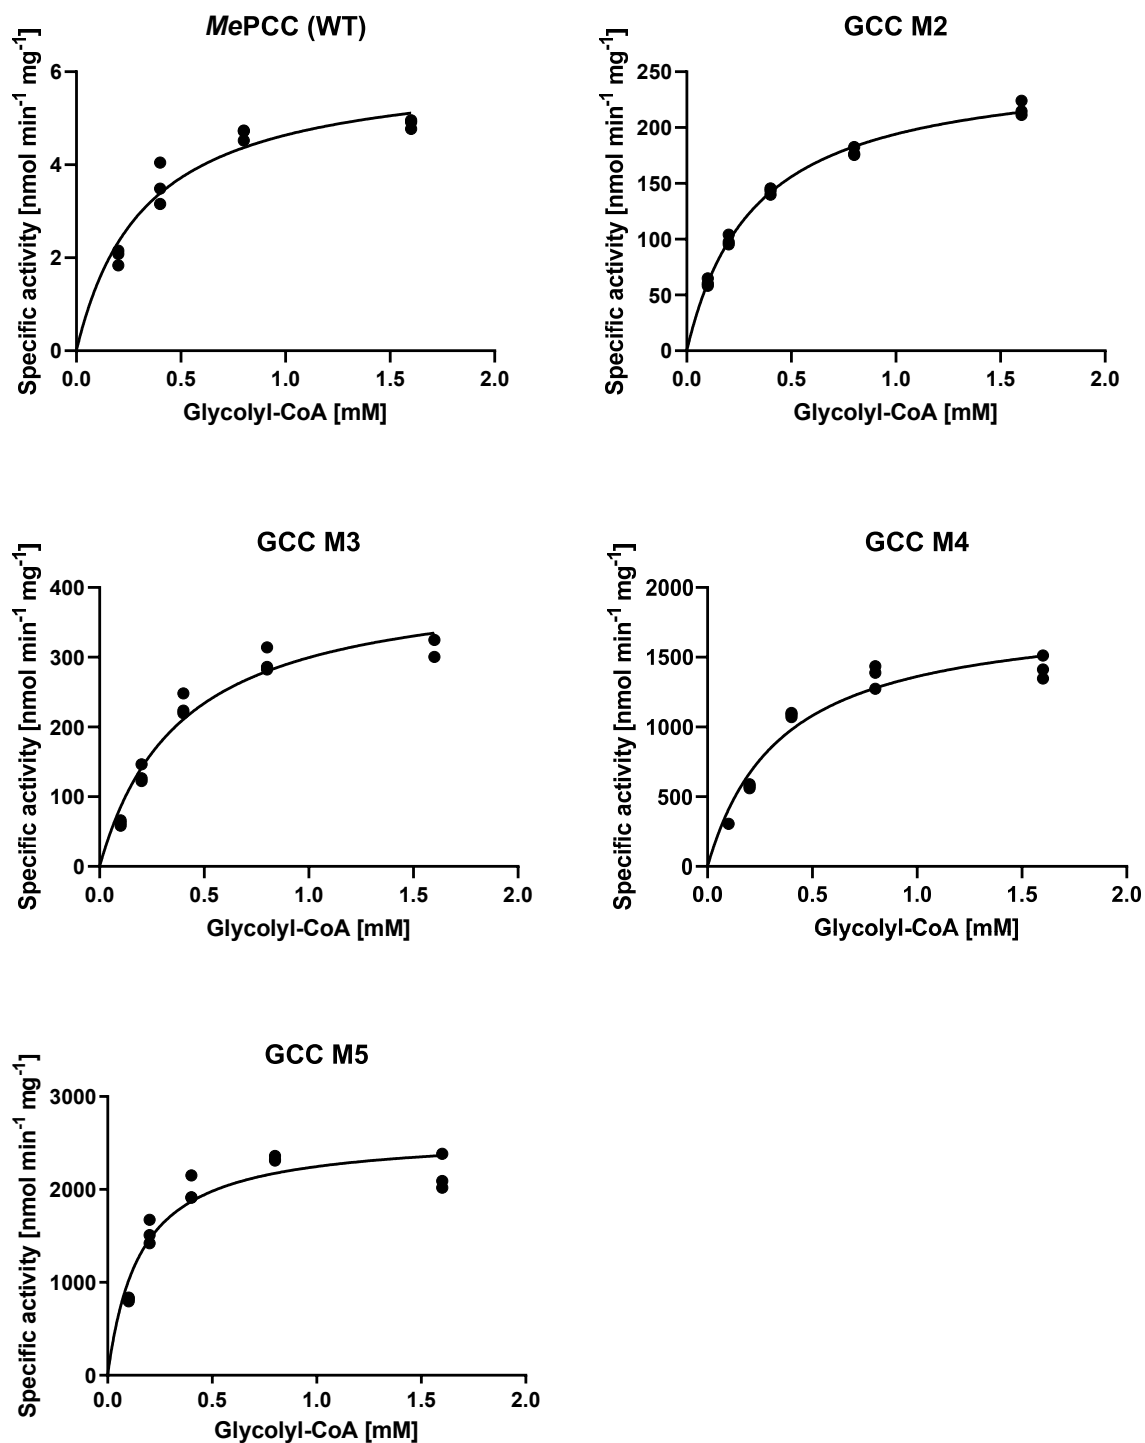 MePCC (WT)
Specific activity [nmol min⁻¹ mg⁻¹]
6
4
2
0
0.0 0.5 1.0 1.5 2.0
Glycolyl-CoA [mM]
GCC M2
Specific activity [nmol min⁻¹ mg⁻¹]
250
200
150
100
50
0
0.0 0.5 1.0 1.5 2.0
Glycolyl-CoA [mM]
GCC M3
Specific activity [nmol min⁻¹ mg⁻¹]
400
300
200
100
0
0.0 0.5 1.0 1.5 2.0
Glycolyl-CoA [mM]
GCC M4
Specific activity [nmol min⁻¹ mg⁻¹]
2000
1500
1000
500
0
0.0 0.5 1.0 1.5 2.0
Glycolyl-CoA [mM]
GCC M5
Specific activity [nmol min⁻¹ mg⁻¹]
3000
2000
1000
0
0.0 0.5 1.0 1.5 2.0
Glycolyl-CoA [mM]